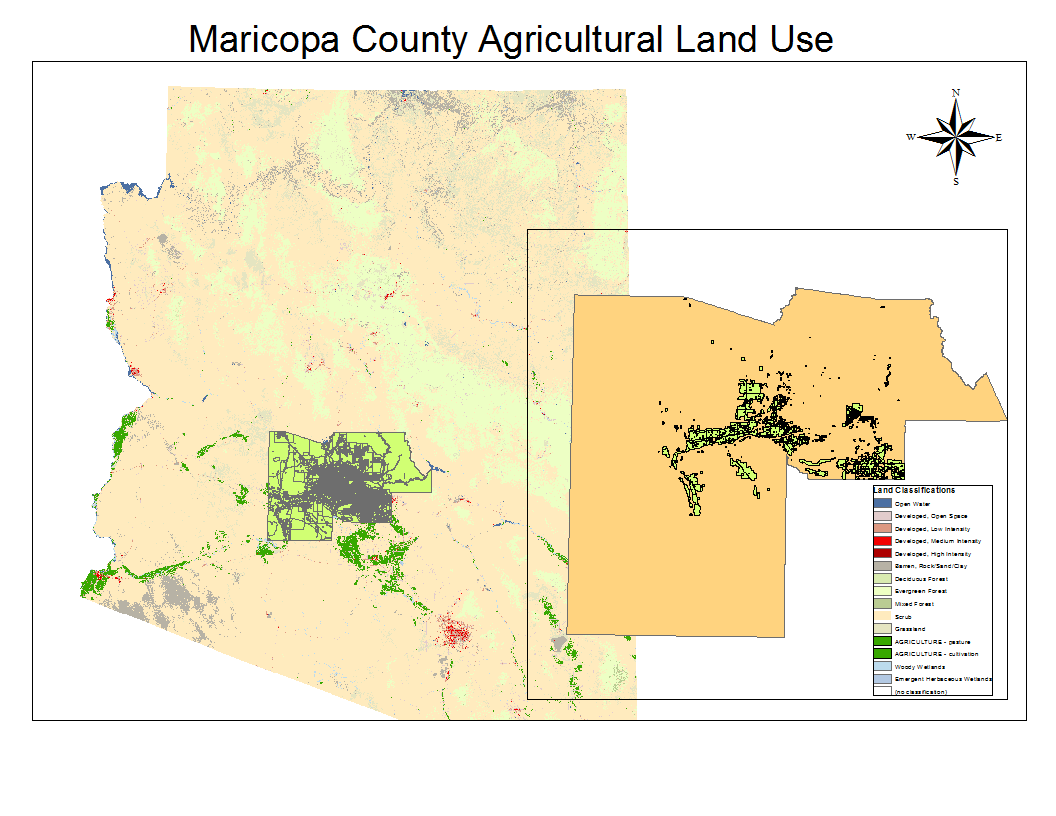 Maricopa County Agricultural Land Use
N
W
E
S
Land Classifications
Open Water
Developed, Open Space
Developed, Low Intensity
Developed, Medium Intensity
Developed, High Intensity
Barren, Rock/Sand/Clay
Deciduous Forest
Evergreen Forest
Mixed Forest
Scrub
Grassland
AGRICULTURE - pasture
AGRICULTURE - cultivation
Woody Wetlands
Emergent Herbaceous Wetlands
(no classification)